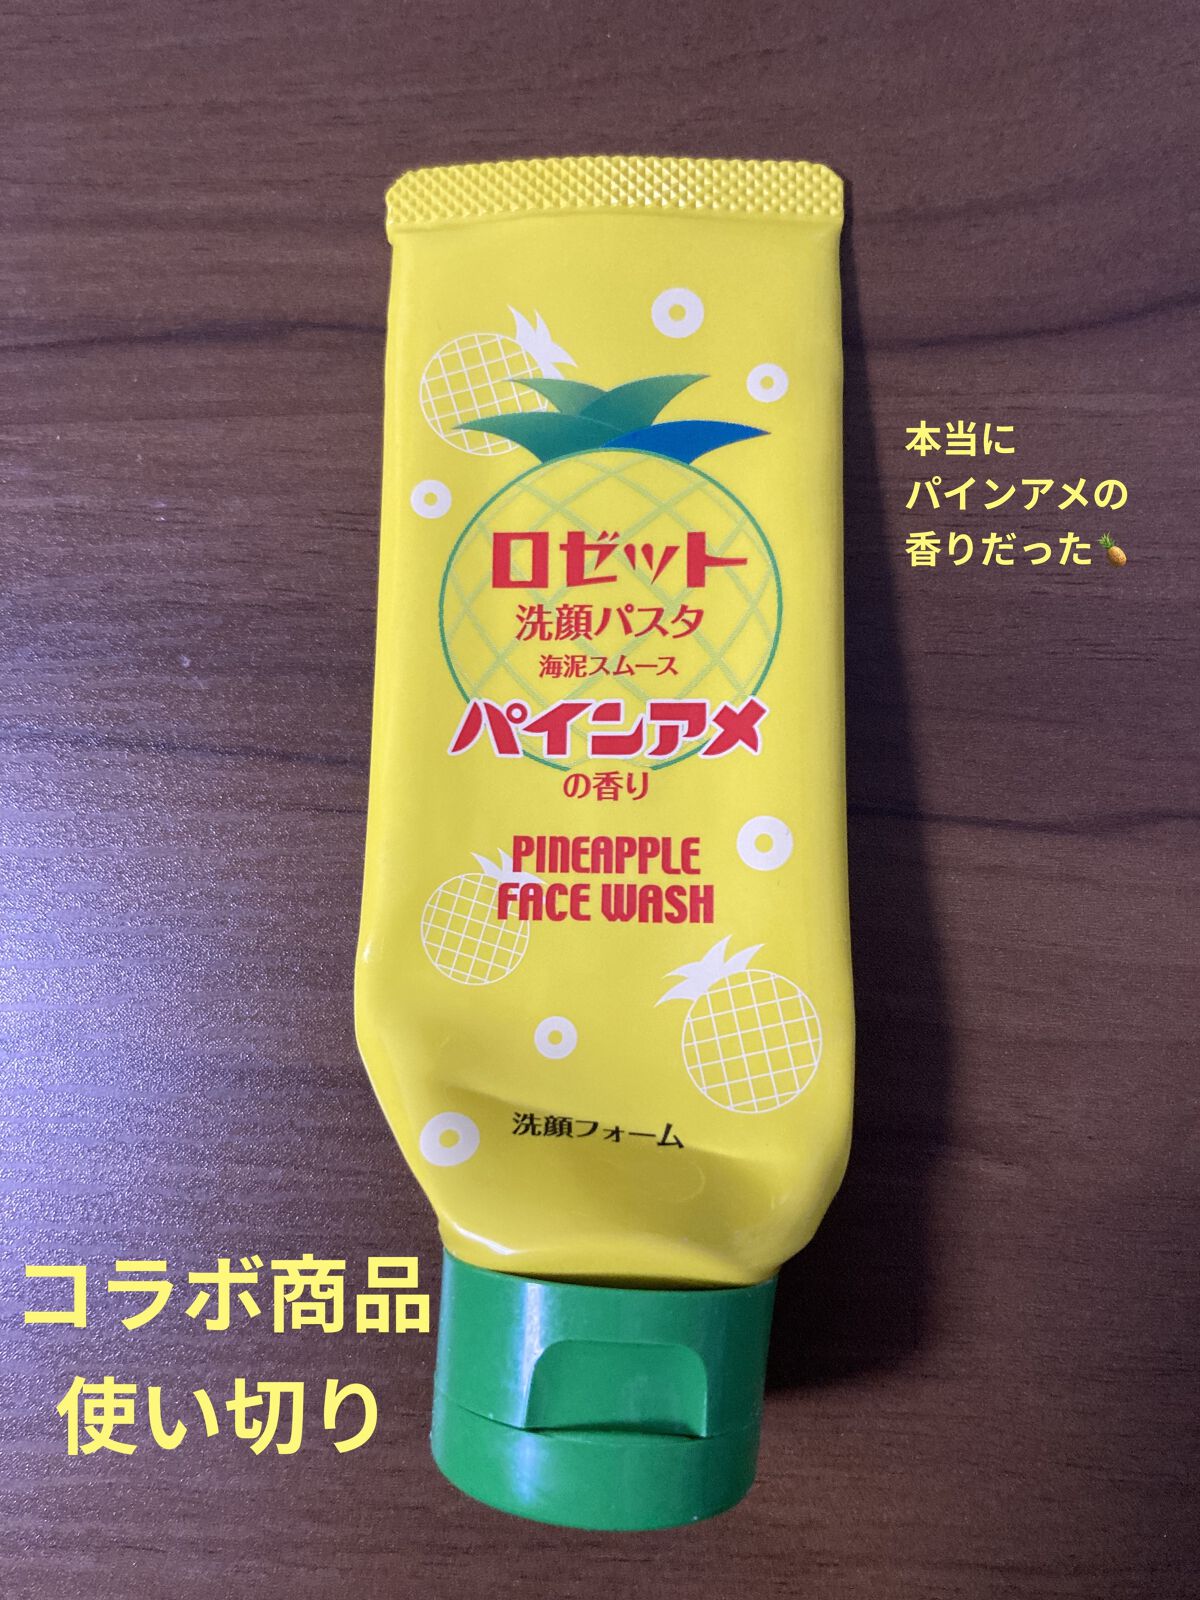 本当に
パインアメの
香りだった🍍
ロゼット
洗顔パスタ
海泥スムース
パインアメ
の香り
PINEAPPLE
FACE WASH
洗顔フォーム
コラボ商品
使い切り